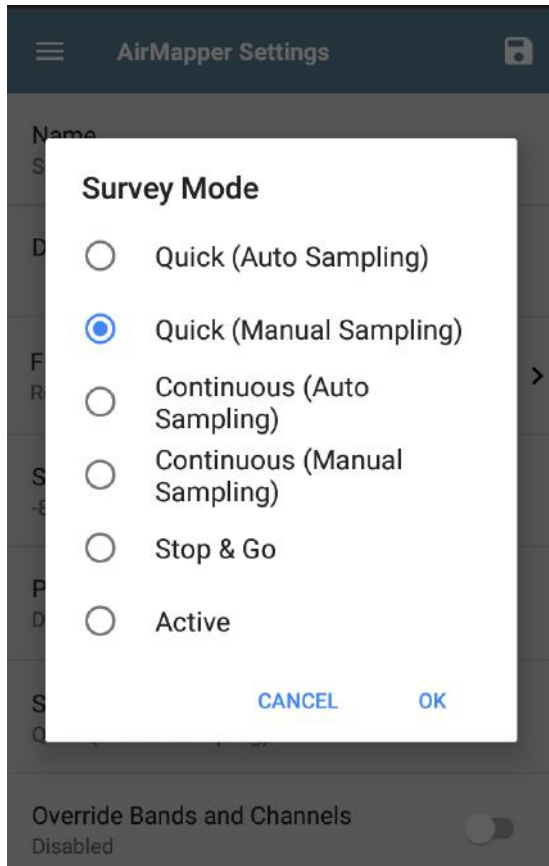 AirMapper Settings
Name
Survey Mode
Quick (Auto Sampling)
Quick (Manual Sampling)
Continuous (Auto
Sampling)
Continuous (Manual
Sampling)
Stop & Go
Active
CANCEL
OK
Override Bands and Channels
Disabled